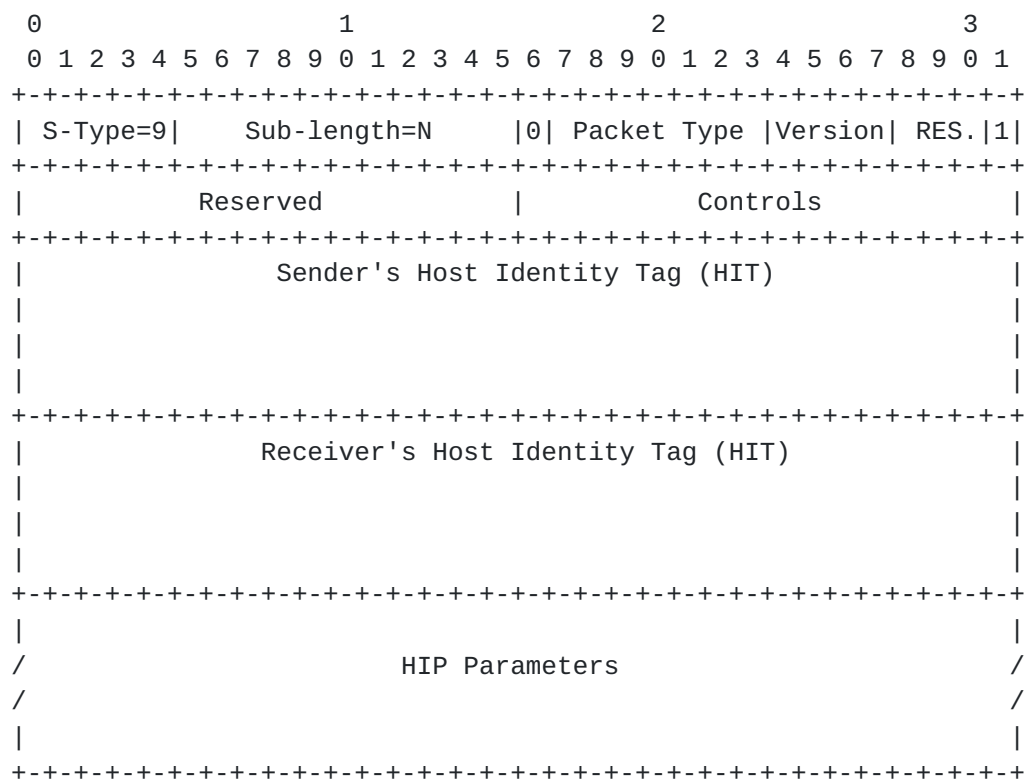 0                   1                   2                   3
 0 1 2 3 4 5 6 7 8 9 0 1 2 3 4 5 6 7 8 9 0 1 2 3 4 5 6 7 8 9 0 1
+-+-+-+-+-+-+-+-+-+-+-+-+-+-+-+-+-+-+-+-+-+-+-+-+-+-+-+-+-+-+-+-+
| S-Type=9|    Sub-length=N     |0| Packet Type |Version| RES.|1|
+-+-+-+-+-+-+-+-+-+-+-+-+-+-+-+-+-+-+-+-+-+-+-+-+-+-+-+-+-+-+-+-+
|           Reserved            |           Controls            |
+-+-+-+-+-+-+-+-+-+-+-+-+-+-+-+-+-+-+-+-+-+-+-+-+-+-+-+-+-+-+-+-+
|                Sender's Host Identity Tag (HIT)               |
|                                                               |
|                                                               |
|                                                               |
+-+-+-+-+-+-+-+-+-+-+-+-+-+-+-+-+-+-+-+-+-+-+-+-+-+-+-+-+-+-+-+-+
|               Receiver's Host Identity Tag (HIT)              |
|                                                               |
|                                                               |
|                                                               |
+-+-+-+-+-+-+-+-+-+-+-+-+-+-+-+-+-+-+-+-+-+-+-+-+-+-+-+-+-+-+-+-+
|                                                               |
/                        HIP Parameters                         /
/                                                               /
|                                                               |
+-+-+-+-+-+-+-+-+-+-+-+-+-+-+-+-+-+-+-+-+-+-+-+-+-+-+-+-+-+-+-+-+